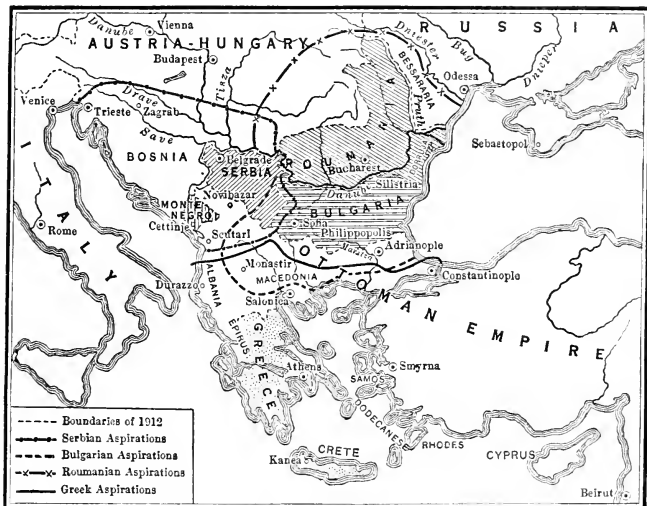 RUSSIA
Danube
Vienna
AUSTRIA-HUNGARY
Dniester
Bug
Dnieper
Budapest
Tisza
BESSARABIA
Pruth
Odessa
Venice
Trieste
Drave
Zagrab
Save
Sebastopol
BOSNIA
Belgrade
SERBIA
ROUMANIA
Bucharest
Silistria
Danube
ITALY
Novibazar
MONTE-
NEGRO
Cettinje
BULGARIA
Sofia
Philippopolis
Rome
Scutari
Maritza
Adrianople
OTTOMAN EMPIRE
Constantinople
Durazzo
ALBANIA
Monastir
MACEDONIA
Salonica
EPIRUS
GREECE
Athens
Smyrna
SAMOS
DODECANESE
RHODES
CRETE
Kanea
CYPRUS
Beirut
Boundaries of 1912
Serbian Aspirations
Bulgarian Aspirations
Roumanian Aspirations
Greek Aspirations